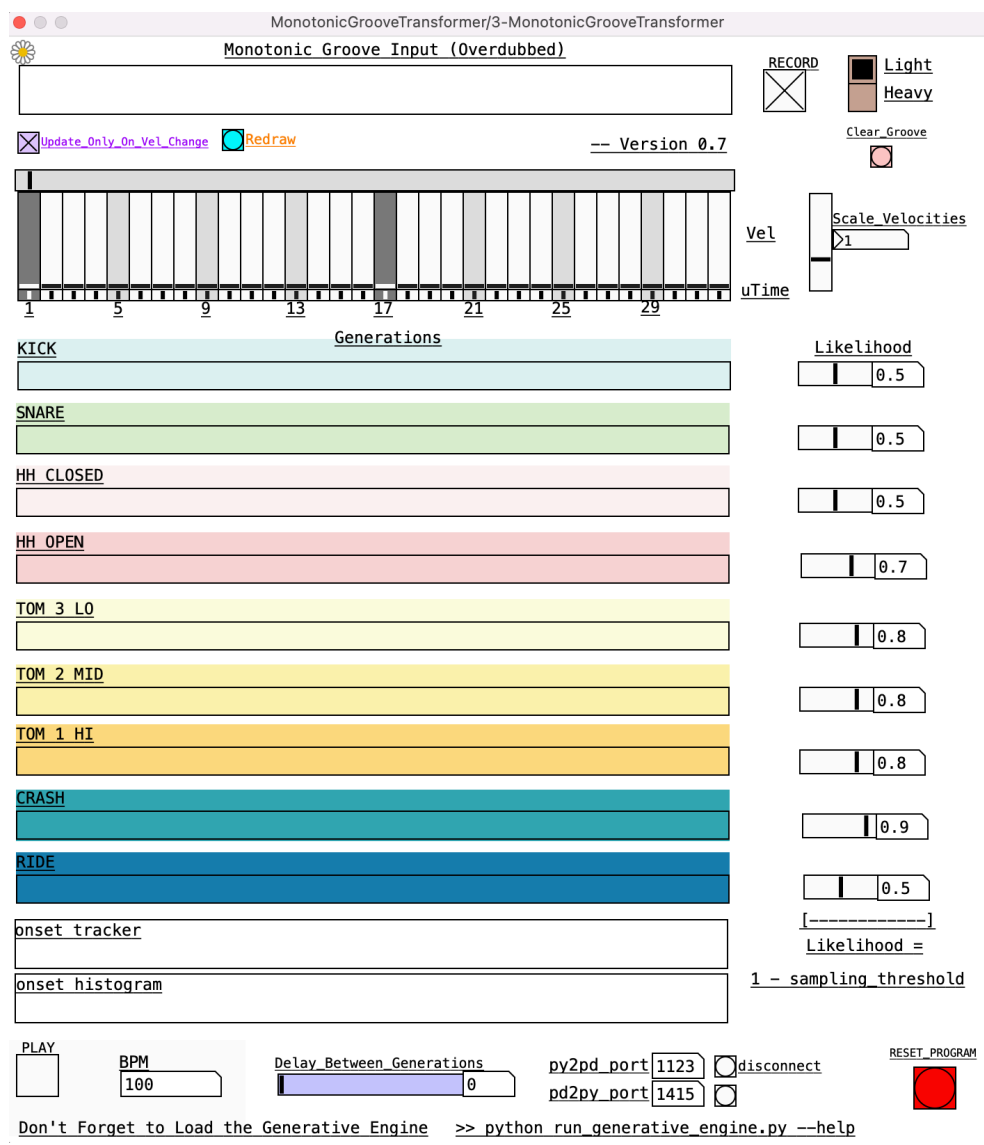 MonotonicGrooveTransformer/3-MonotonicGrooveTransformer
Monotonic Groove Input (Overdubbed)
RECORD
Light
Heavy
Update_Only_On_Vel_Change
Redraw
-- Version 0.7
Clear_Groove
Vel
Scale_Velocities
1
uTime
1 5 9 13 17 21 25 29
Generations
Likelihood
KICK
0.5
SNARE
0.5
HH CLOSED
0.5
HH OPEN
0.7
TOM 3 LO
0.8
TOM 2 MID
0.8
TOM 1 HI
0.8
CRASH
0.9
RIDE
0.5
[------------]
Likelihood =
1 - sampling_threshold
onset tracker
onset histogram
PLAY
BPM
100
Delay_Between_Generations
0
py2pd_port 1123 disconnect
pd2py_port 1415
RESET_PROGRAM
Don't Forget to Load the Generative Engine >> python run_generative_engine.py --help